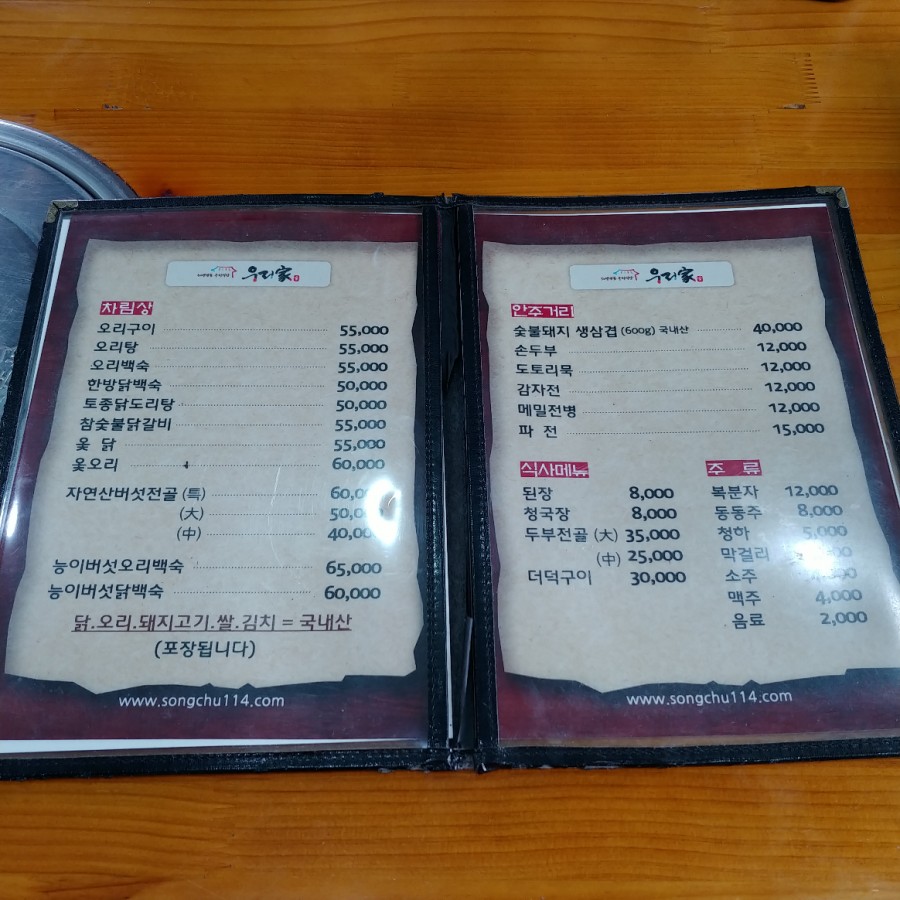 우리家
차림상
오리구이 55,000
오리탕 55,000
오리백숙 55,000
한방닭백숙 50,000
토종닭도리탕 50,000
참숯불닭갈비 55,000
옻 닭 55,000
옻오리 60,000
자연산버섯전골 (特)
(大)
(中)
능이버섯오리백숙 65,000
능이버섯닭백숙 60,000
닭.오리.돼지고기.쌀.김치 = 국내산
(포장됩니다)
www.songchu114.com
우리家
안주거리
숯불돼지 생삼겹 (600g) 국내산 40,000
손두부 12,000
도토리묵 12,000
감자전 12,000
메밀전병 12,000
파 전 15,000
식사메뉴
된장 8,000
청국장 8,000
두부전골 (大) 35,000
(中) 25,000
더덕구이 30,000
주 류
복분자 12,000
동동주 8,000
청하 5,000
막걸리
소주
맥주 4,000
음료 2,000
www.songchu114.com